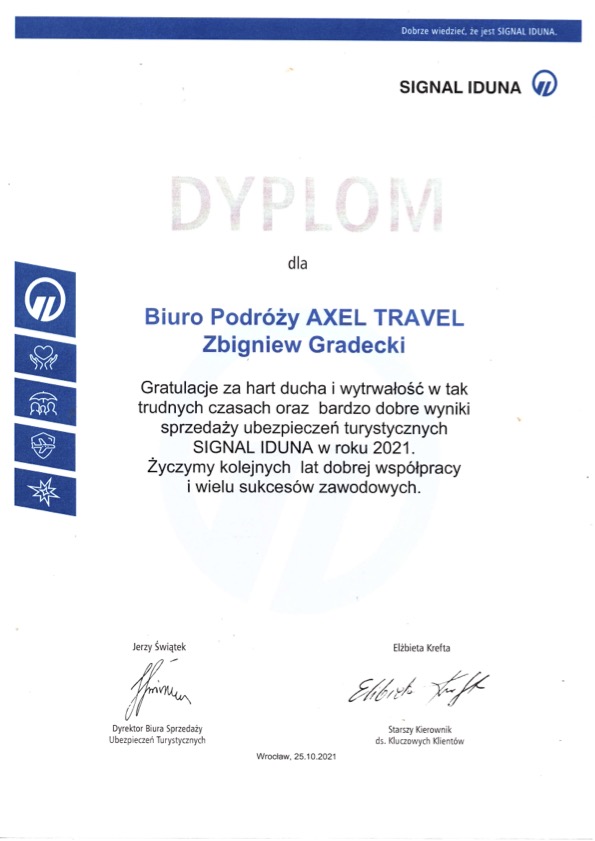 Dobrze wiedzieć, że jest SIGNAL IDUNA.
SIGNAL IDUNA
DYPLOM
dla
Biuro Podróży AXEL TRAVEL
Zbigniew Gradecki
Gratulacje za hart ducha i wytrwałość w tak
trudnych czasach oraz bardzo dobre wyniki
sprzedaży ubezpieczeń turystycznych
SIGNAL IDUNA w roku 2021.
Życzymy kolejnych lat dobrej współpracy
i wielu sukcesów zawodowych.
Jerzy Świątek
Elżbieta Krefta
Elżbieta Kreft
Dyrektor Biura Sprzedaży
Ubezpieczeń Turystycznych
Starszy Kierownik
ds. Kluczowych Klientów
Wrocław, 25.10.2021